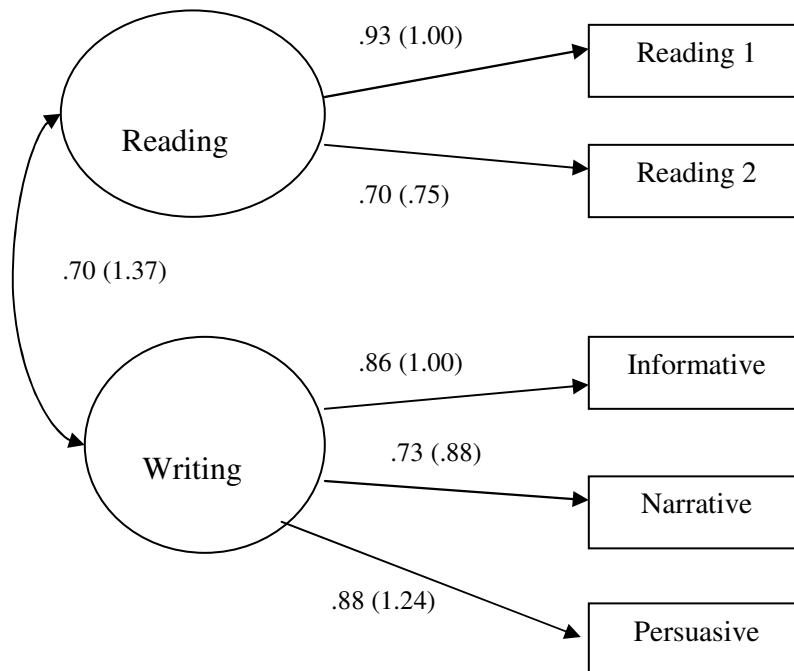 .93 (1.00)
Reading 1
Reading
Reading 2
.70 (.75)
.70 (1.37)
.86 (1.00)
Informative
.73 (.88)
Writing
Narrative
.88 (1.24)
Persuasive